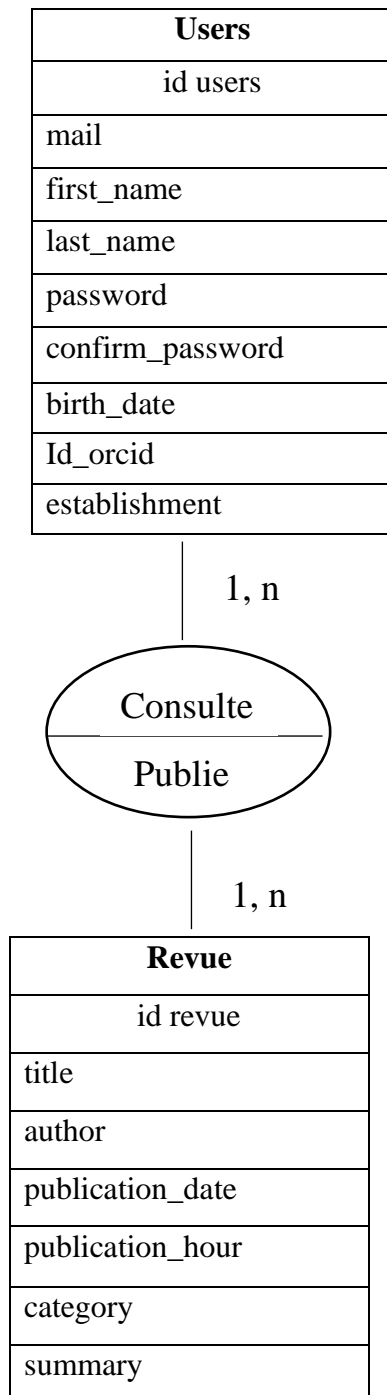 Users
id users
mail
first_name
last_name
password
confirm_password
birth_date
Id_orcid
establishment
1, n
Consulte
Publie
1, n
Revue
id revue
title
author
publication_date
publication_hour
category
summary